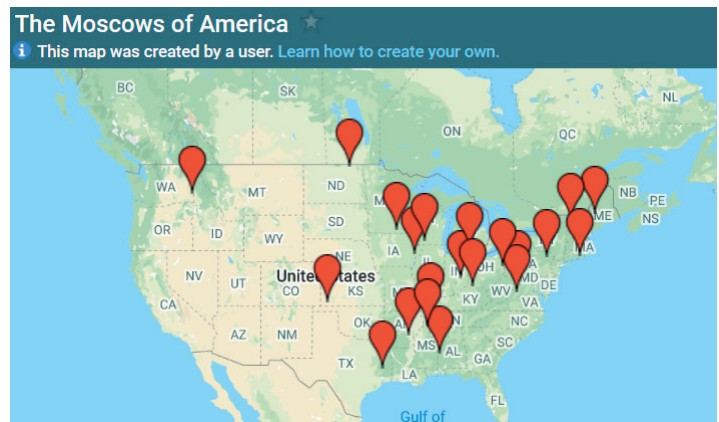 The Moscows of America
This map was created by a user. Learn how to create your own.
BC
SK
NL
ON
QC
WA
ND
NB
PE
MT
ME
NS
OR
SD
ID
WY
IA
MA
NE
OH
IN
NV
United States
MD
DE
UT
CO
KS
KY
WV
VA
CA
OK
NC
AZ
NM
MS
AL
SC
GA
TX
LA
FL
Gulf of